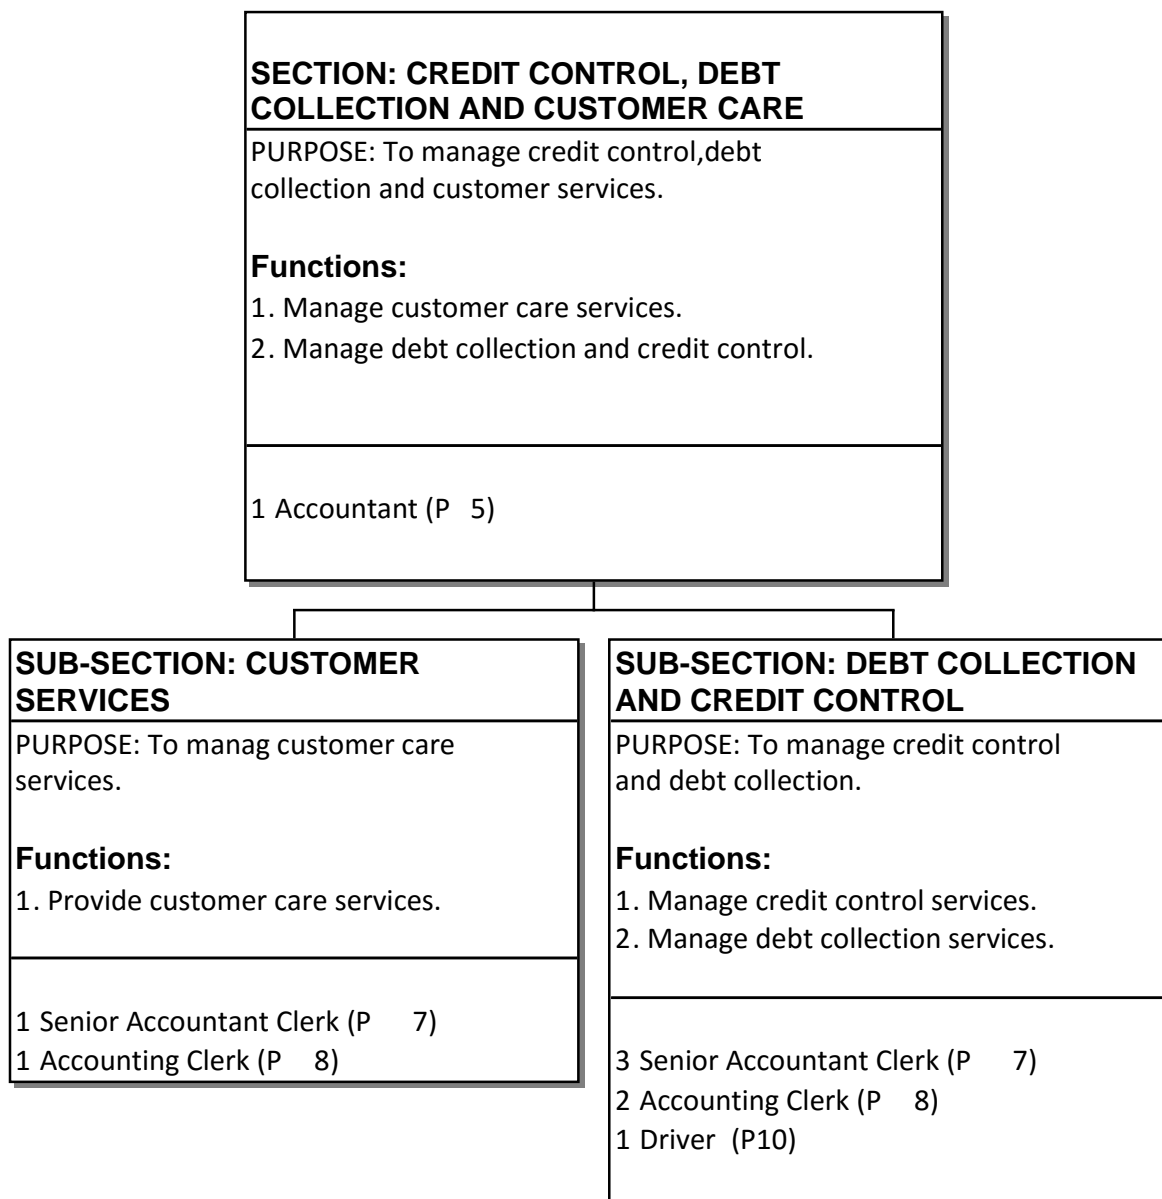 SECTION: CREDIT CONTROL, DEBT
COLLECTION AND CUSTOMER CARE
PURPOSE: To manage credit control,debt
collection and customer services.
Functions:
1. Manage customer care services.
2. Manage debt collection and credit control.
1 Accountant (P 5)
SUB-SECTION: CUSTOMER
SERVICES
PURPOSE: To manag customer care
services.
Functions:
1. Provide customer care services.
1 Senior Accountant Clerk (P 7)
1 Accounting Clerk (P 8)
SUB-SECTION: DEBT COLLECTION
AND CREDIT CONTROL
PURPOSE: To manage credit control
and debt collection.
Functions:
1. Manage credit control services.
2. Manage debt collection services.
3 Senior Accountant Clerk (P 7)
2 Accounting Clerk (P 8)
1 Driver (P10)